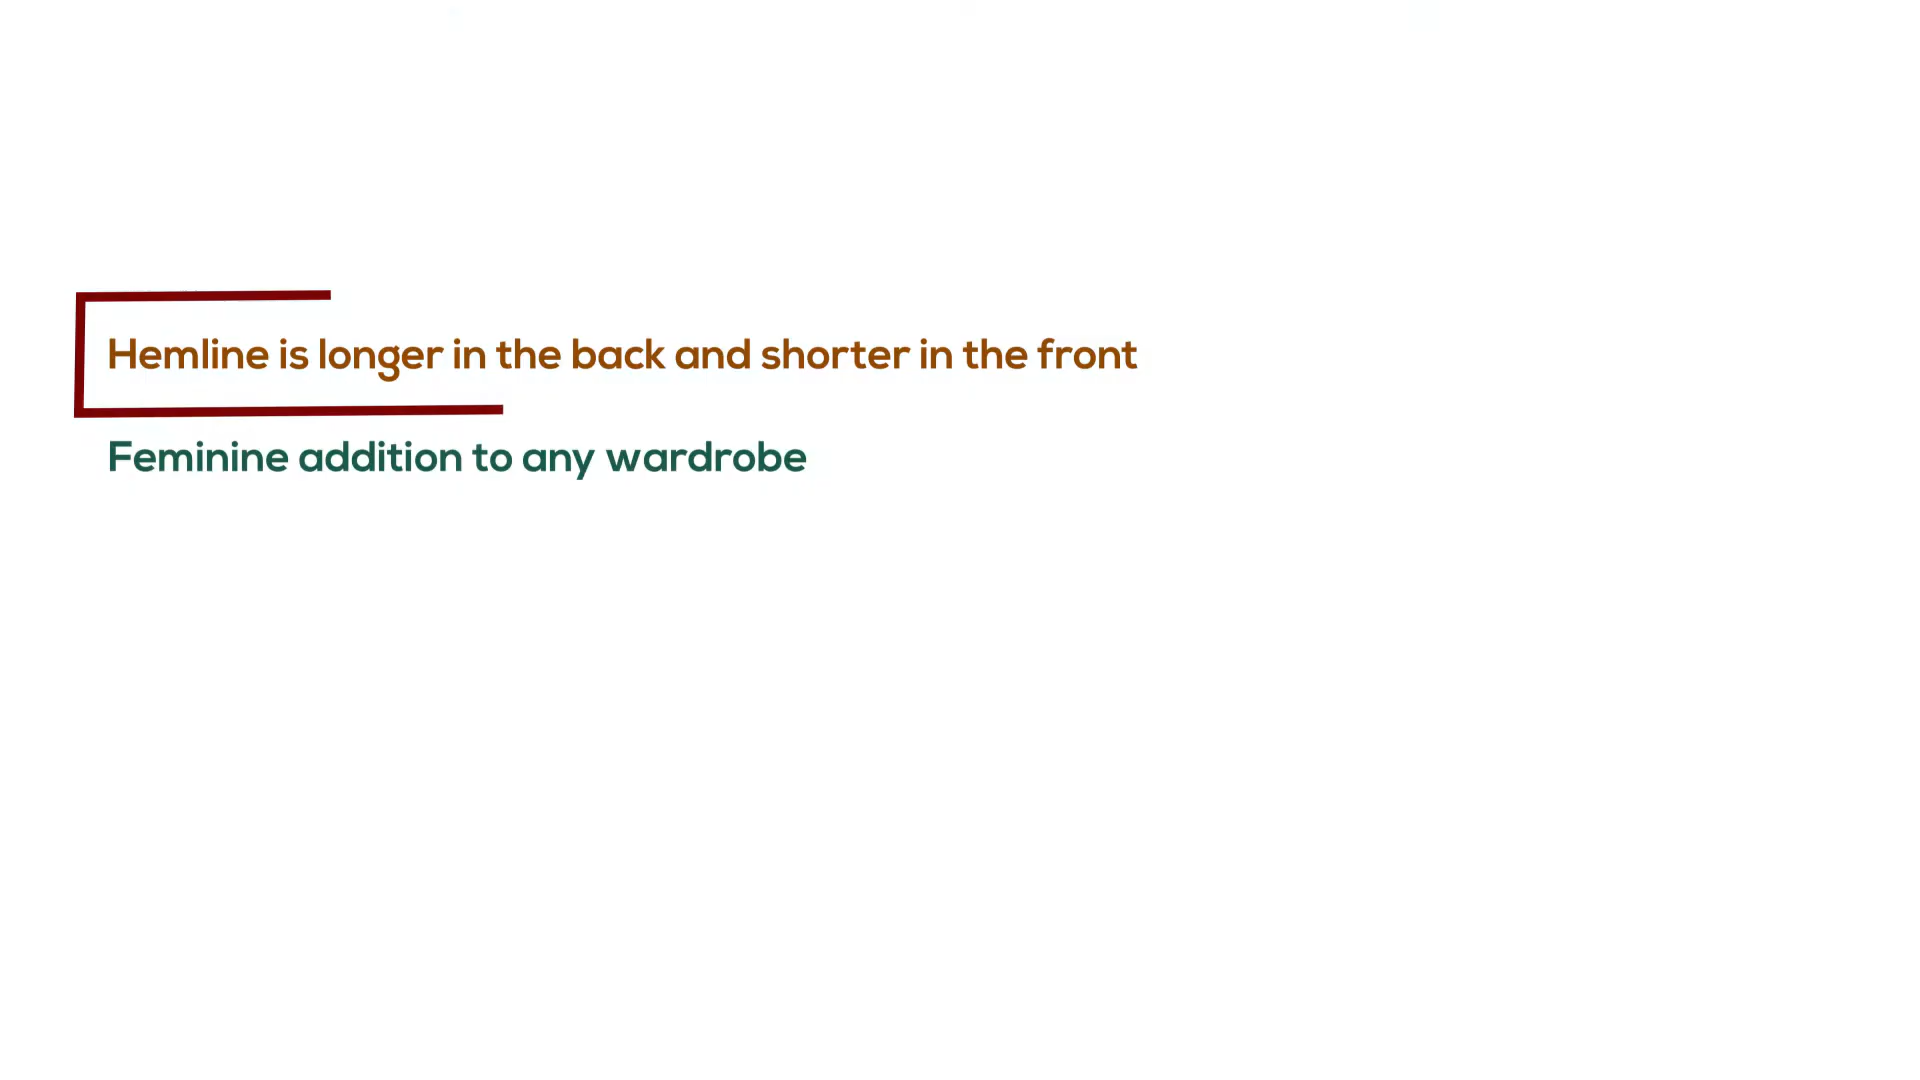 Hemline is longer in the back and shorter in the front
Feminine addition to any wardrobe